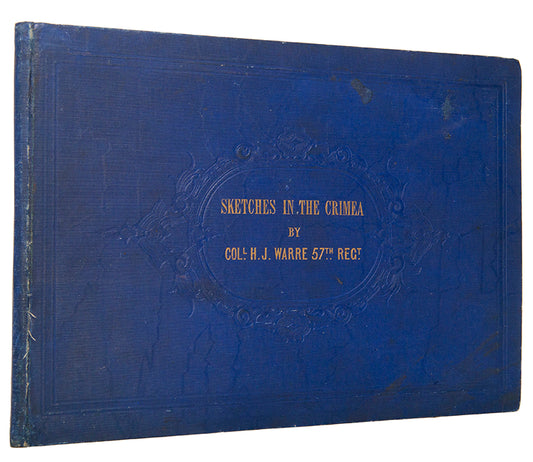 SKETCHES IN THE CRIMEA
BY
COL.L H. J. WARRE 57TH REGT